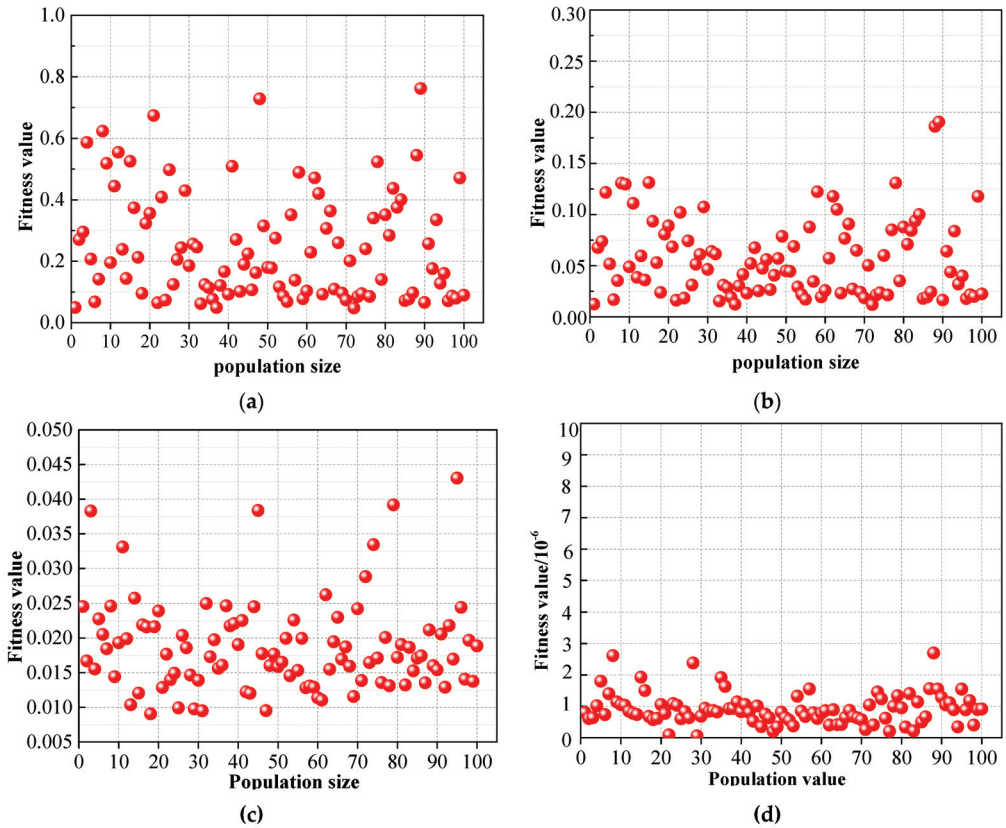 1.0
0.8
0.6
0.4
0.2
0.0
Fitness value
0 10 20 30 40 50 60 70 80 90 100
population size
(a)
0.30
0.25
0.20
0.15
0.10
0.05
0.00
Fitness value
0 10 20 30 40 50 60 70 80 90 100
population size
(b)
0.050
0.045
0.040
0.035
0.030
0.025
0.020
0.015
0.010
0.005
Fitness value
0 10 20 30 40 50 60 70 80 90 100
Population size
(c)
10
9
8
7
6
5
4
3
2
1
0
Fitness value/10⁻⁶
0 10 20 30 40 50 60 70 80 90 100
Population value
(d)